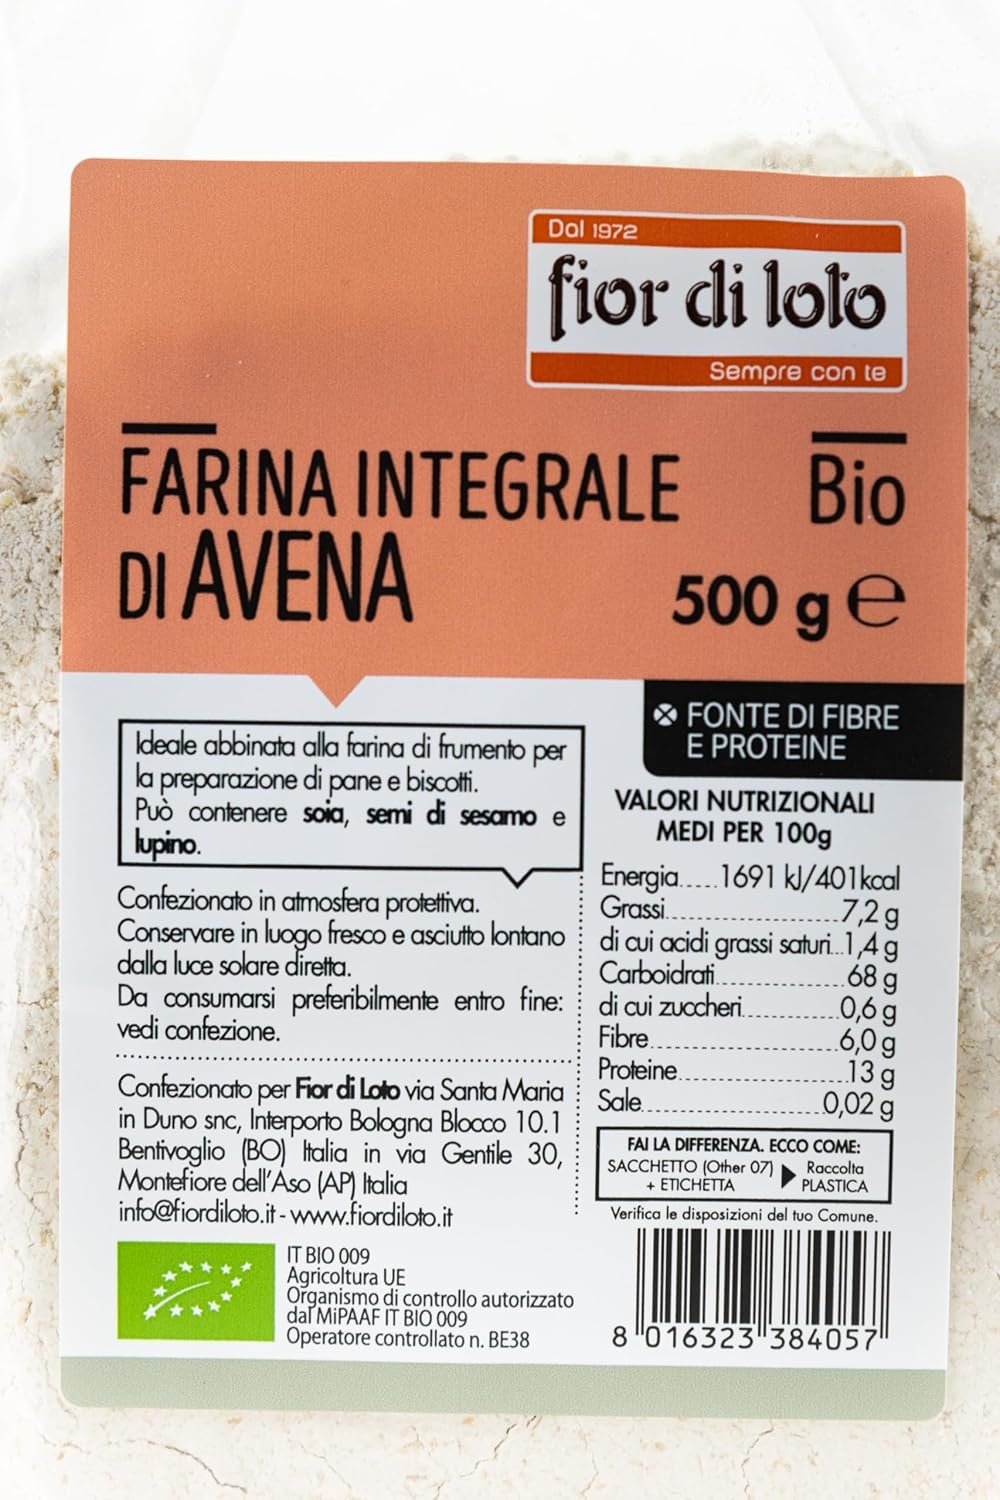 Dal 1972
fior di loto
Sempre con te
FARINA INTEGRALE
DI AVENA
Bio
500 g ℮
FONTE DI FIBRE
E PROTEINE
Ideale abbinata alla farina di frumento per
la preparazione di pane e biscotti.
Può contenere soia, semi di sesamo e
lupino.
Confezionato in atmosfera protettiva.
Conservare in luogo fresco e asciutto lontano
dalla luce solare diretta.
Da consumarsi preferibilmente entro fine:
vedi confezione.
Confezionato per Fior di Loto via Santa Maria
in Duno snc, Interporto Bologna Blocco 10.1
Bentivoglio (BO) Italia in via Gentile 30,
Montefiore dell'Aso (AP) Italia
info@fiordiloto.it - www.fiordiloto.it
IT BIO 009
Agricoltura UE
Organismo di controllo autorizzato
dal MiPAAF IT BIO 009
Operatore controllato n. BE38
VALORI NUTRIZIONALI
MEDI PER 100g
Energia.....1691 kJ/401kcal
Grassi..........................7,2 g
di cui acidi grassi saturi...1,4 g
Carboidrati....................68 g
di cui zuccheri...............0,6 g
Fibre............................6,0 g
Proteine........................13 g
Sale............................0,02 g
FAI LA DIFFERENZA. ECCO COME:
SACCHETTO (Other 07) Raccolta
+ ETICHETTA PLASTICA
Verifica le disposizioni del tuo Comune.
8 016323 384057